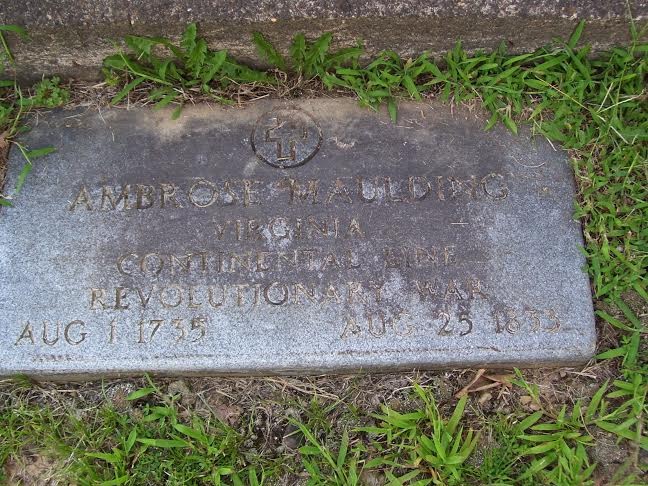 AMBROSE MAULDING
VIRGINIA
CONTINENTAL LINE
REVOLUTIONARY WAR
AUG 1 1735 AUG 25 1833